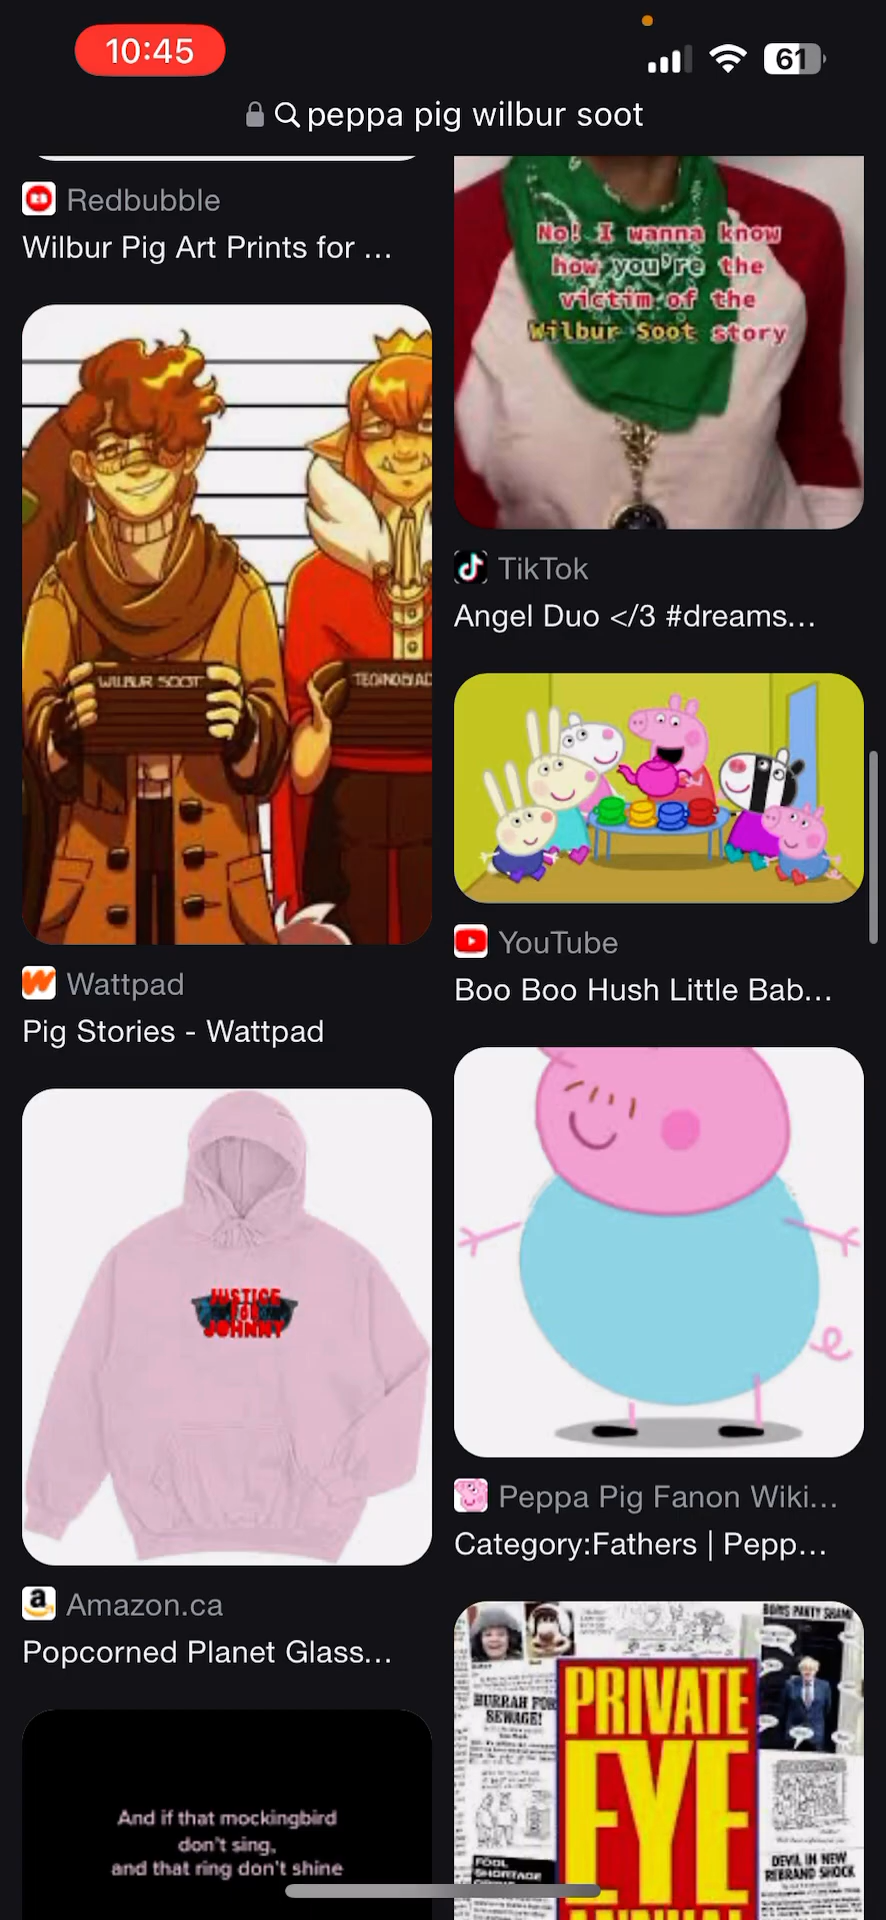 10:45
61
peppa pig wilbur soot
Redbubble
Wilbur Pig Art Prints for ...
No! I wanna know
how you're the
victim of the
Wilbur Soot story
TikTok
Angel Duo </3 #dreams...
WILBUR SOOT
YouTube
Boo Boo Hush Little Bab...
Wattpad
Pig Stories - Wattpad
JUSTICE
FOR
JOHNNY
Peppa Pig Fanon Wiki...
Category:Fathers | Pepp...
Amazon.ca
Popcorned Planet Glass...
And if that mockingbird
don't sing,
and that ring don't shine
HURRAH FOR
SEWAGE!
PRIVATE
EYE
ANNUAL
DEVIL IN NEW
REBRAND SHOCK
FOOL
SHORTAGE